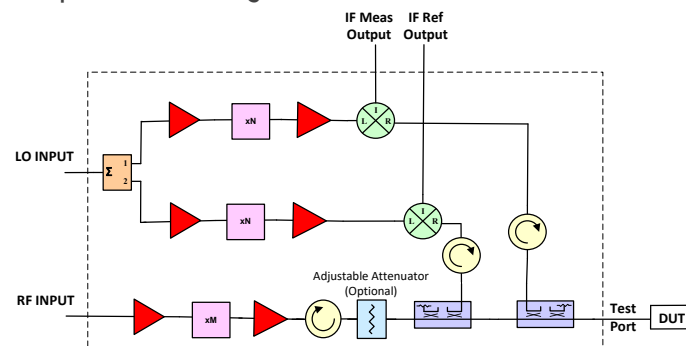 IF Meas Output
IF Ref Output
LO INPUT
Σ
1
2
xN
xN
L
I
R
xN
L
I
R
Adjustable Attenuator
(Optional)
RF INPUT
xM
Test
Port
DUT